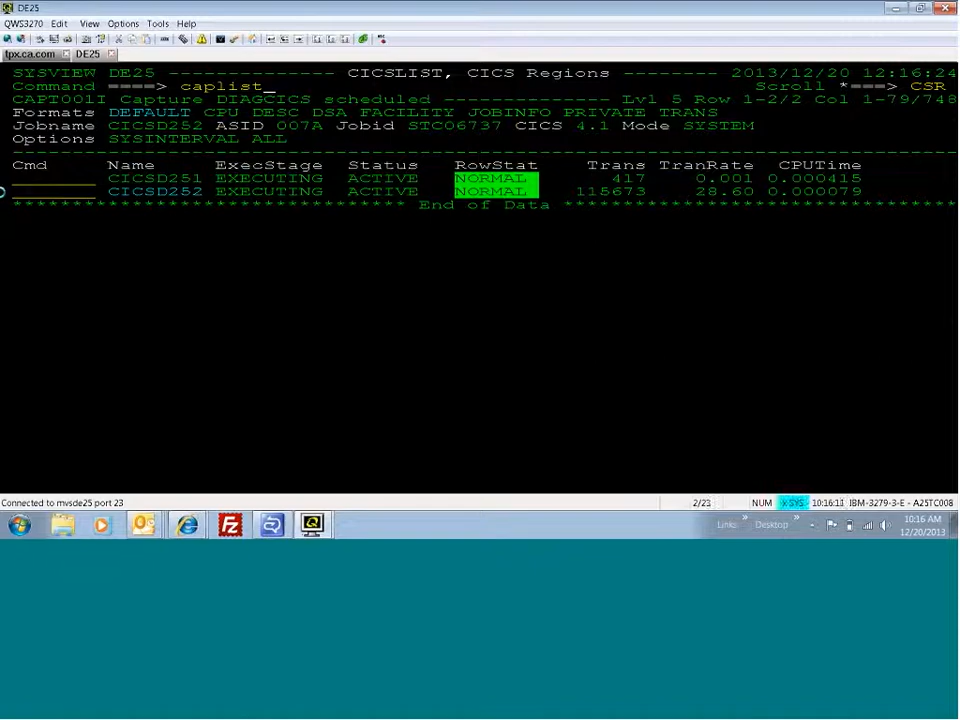 DE25
QWS3270 Edit View Options Tools Help
tpx.ca.com DE25
SYSVIEW DE25 -------------- CICSLIST, CICS Regions -------- 2013/12/20 12:16:24
Command ====> caplist_ Scroll *===> CSR
CAPT001I Capture DIAGCICS scheduled -------------- Lvl 5 Row 1-2/2 Col 1-79/748
Formats DEFAULT CPU DESC DSA FACILITY JOBINFO PRIVATE TRANS
Jobname CICSD252 ASID 007A Jobid STC06737 CICS 4.1 Mode SYSTEM
Options SYSINTERVAL ALL
Cmd Name ExecStage Status RowStat Trans TranRate CPUTime
CICSD251 EXECUTING ACTIVE NORMAL 417 0.001 0.000415
CICSD252 EXECUTING ACTIVE NORMAL 115673 28.60 0.000079
********************************* End of Data *********************************
Connected to mvsde25 port 23 2/23 NUM X-SYS 10:16:13 IBM-3279-3-E - A25TC008
Links » Desktop » 10:16 AM
12/20/2013